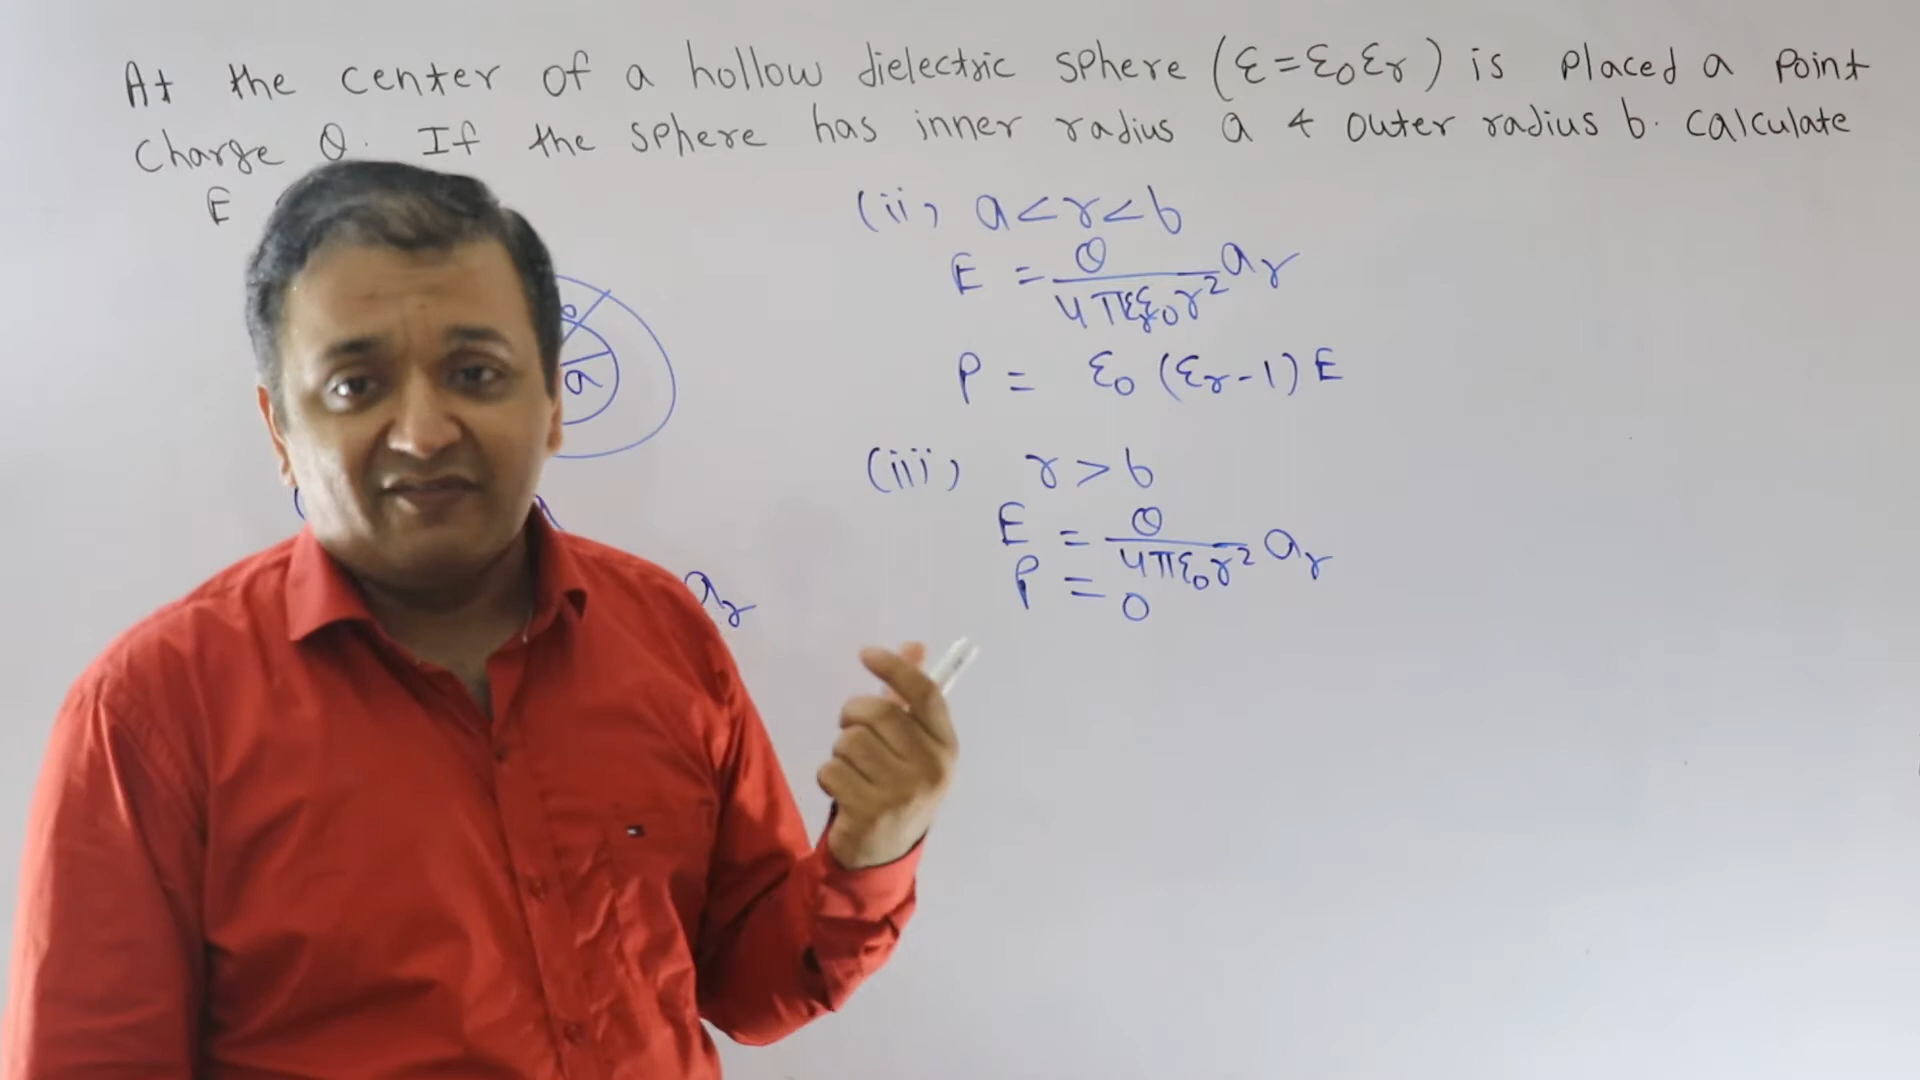 At the center of a hollow dielectric sphere (ε=ε₀εᵣ) is placed a point
charge Q. If the sphere has inner radius a & outer radius b. calculate
E
b
a
aᵣ
(ii) a<r<b
E = Q/4πεᵣε₀r² aᵣ
P = ε₀ (εᵣ-1) E
(iii) r>b
E = Q/4πε₀r² aᵣ
P = 0